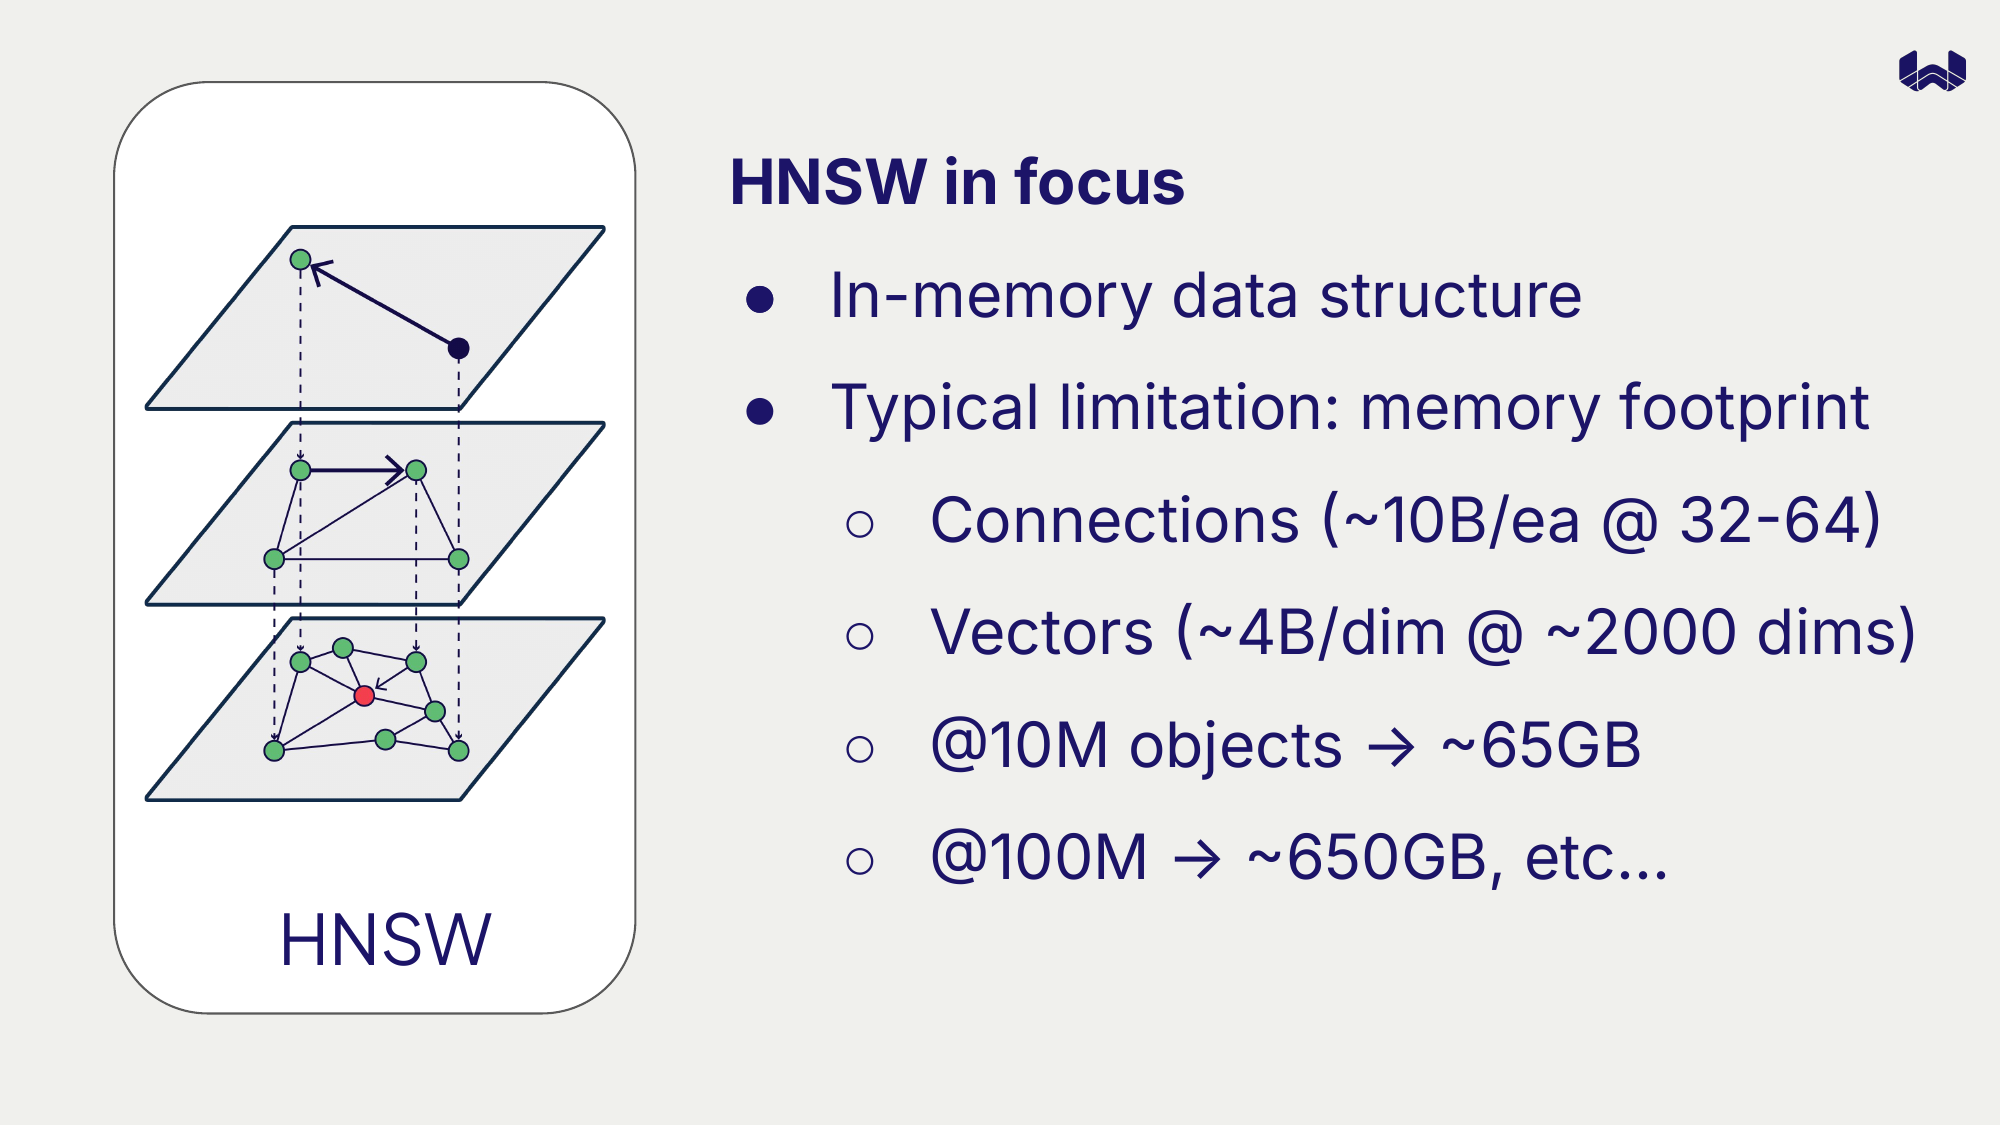 HNSW in focus
● In-memory data structure
● Typical limitation: memory footprint
○ Connections (~10B/ea @ 32-64)
○ Vectors (~4B/dim @ ~2000 dims)
○ @10M objects → ~65GB
○ @100M → ~650GB, etc...
HNSW